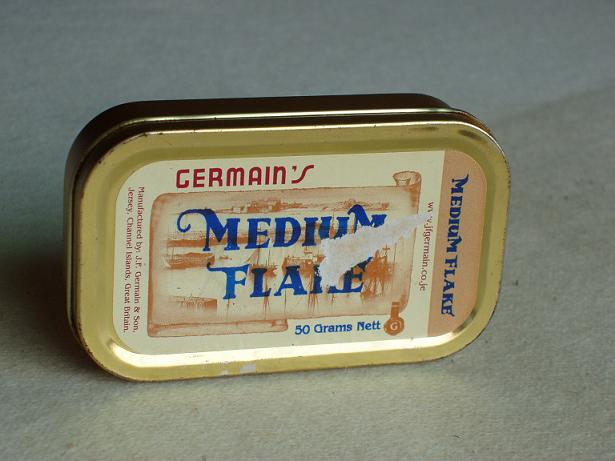 GERMAIN'S
MEDIUM
FLAKE
50 Grams Nett
G
Manufactured by: J.F. Germain & Son,
Jersey, Channel Islands, Great Britain.
www.jfgermain.co.je
MEDIUM FLAKE